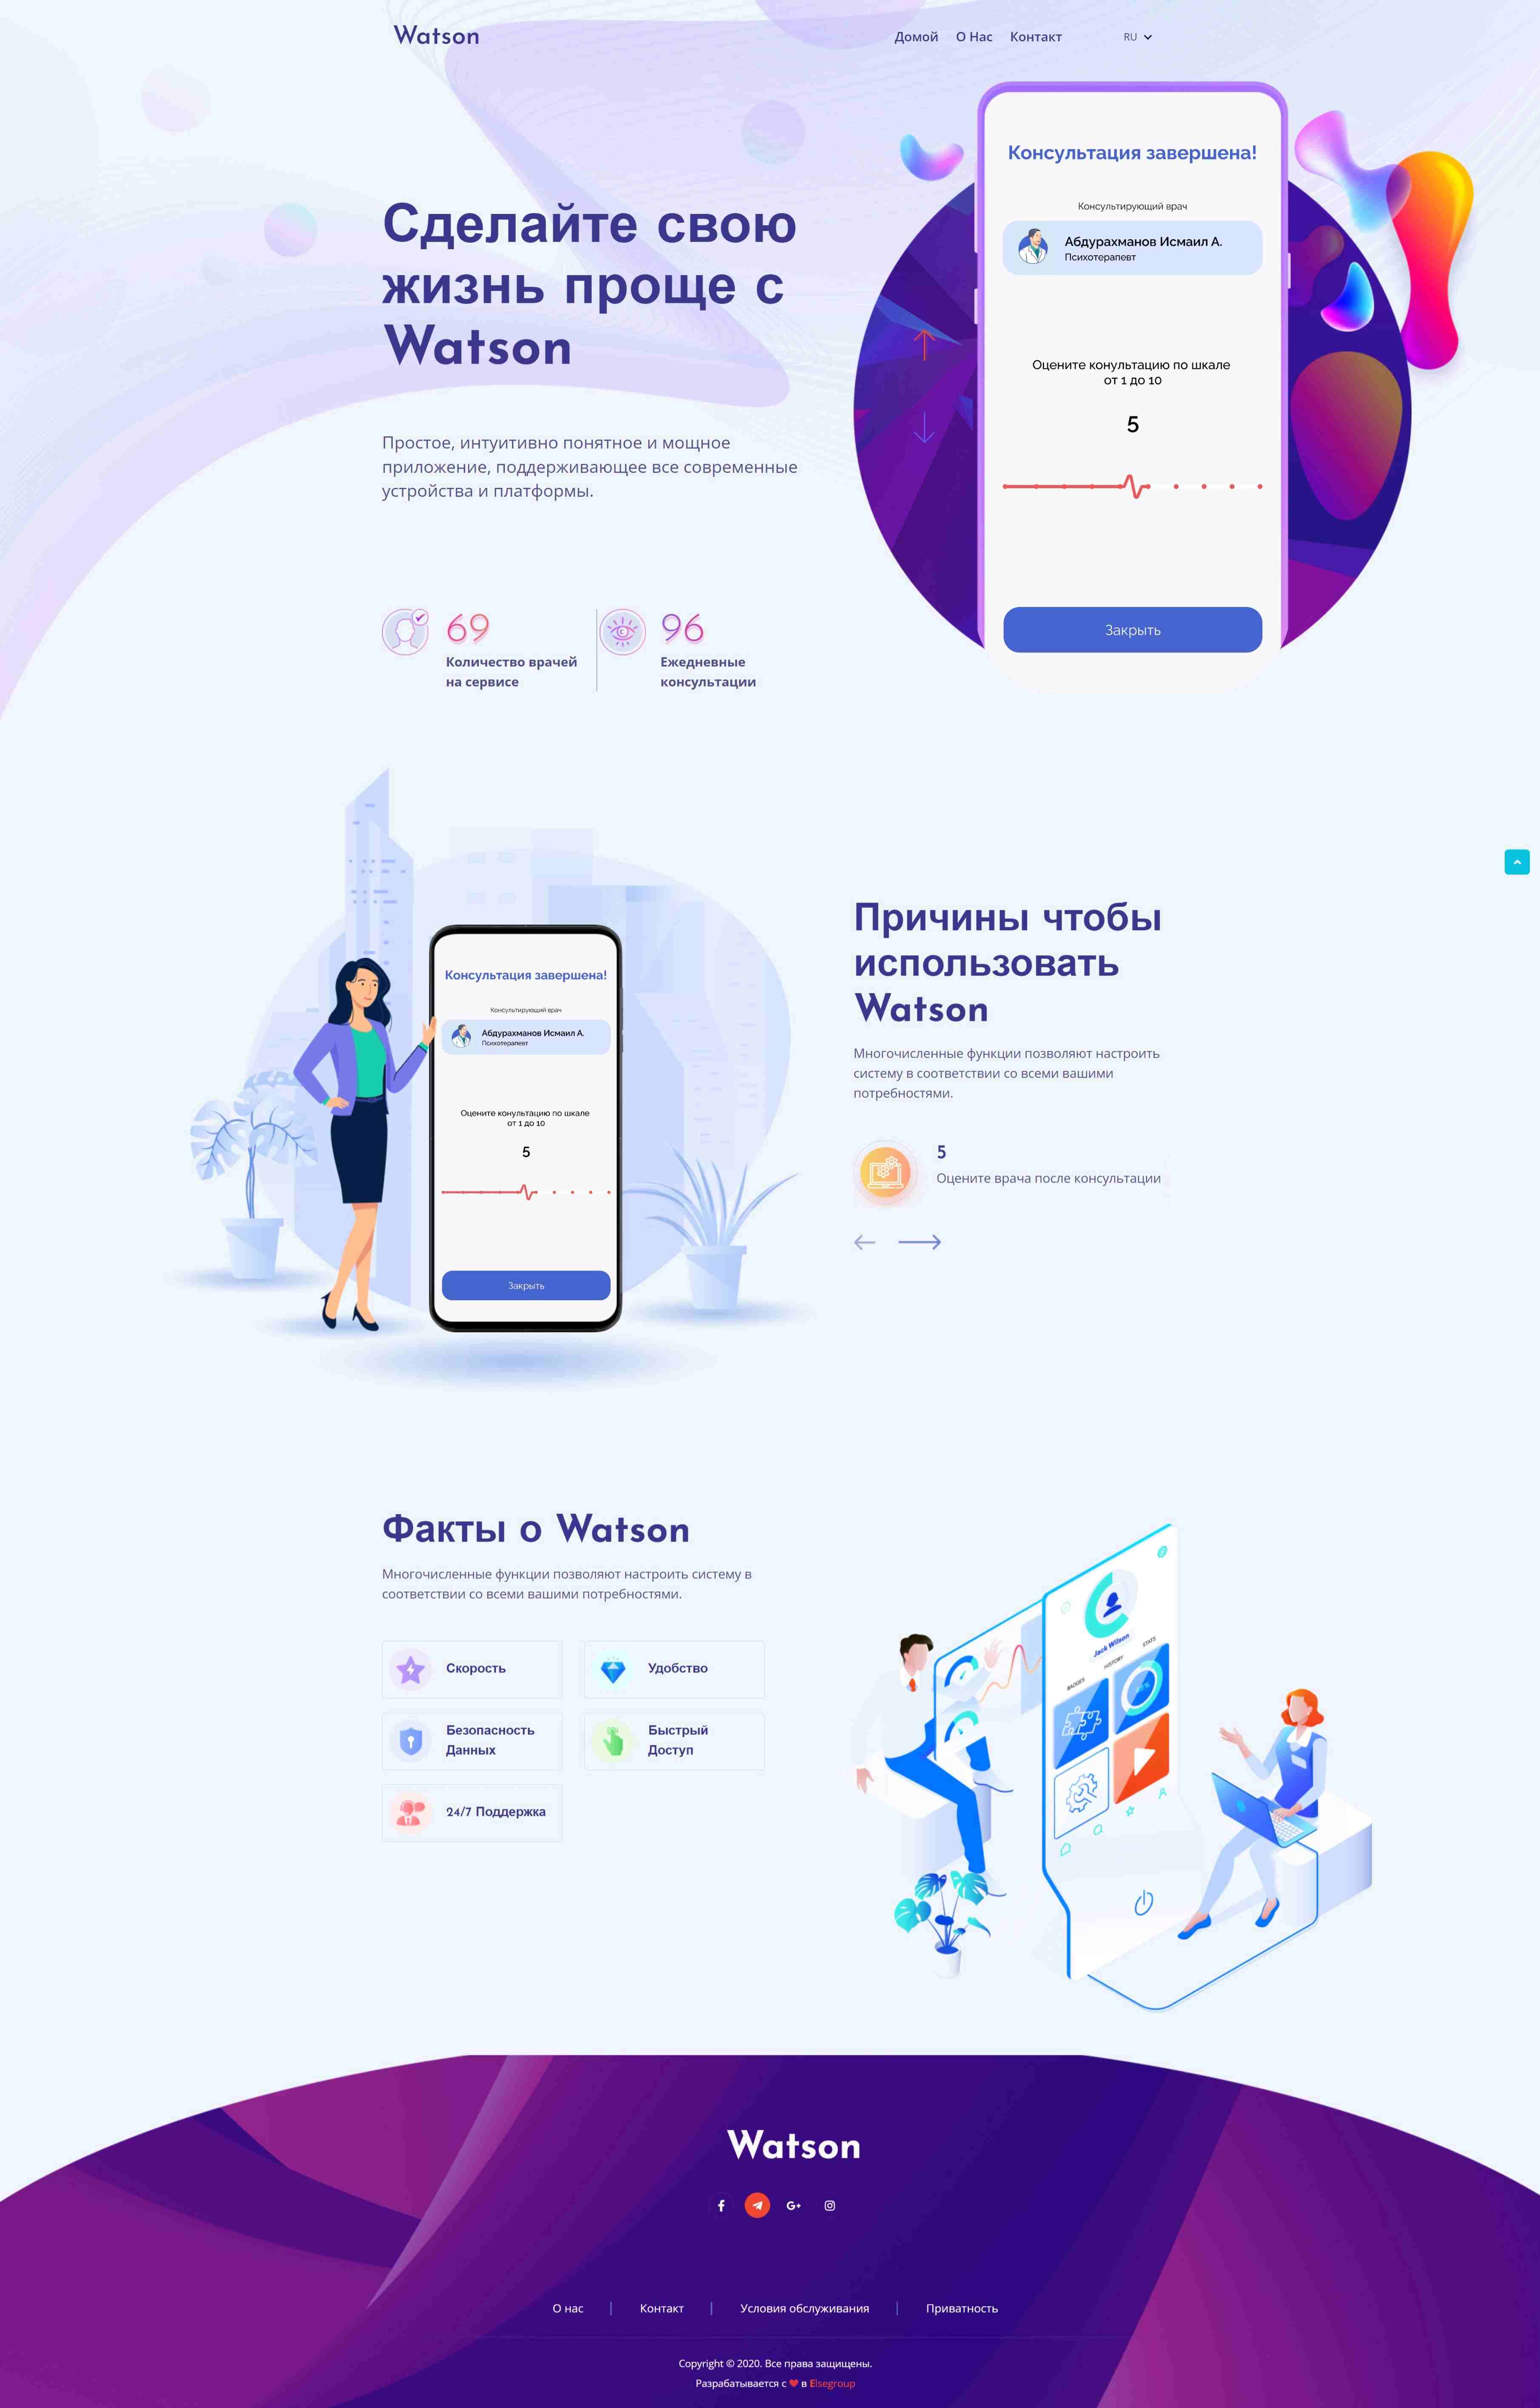 Watson
Домой
О Нас
Контакт
RU
Сделайте свою
жизнь проще с
Watson
Простое, интуитивно понятное и мощное
приложение, поддерживающее все современные
устройства и платформы.
69
Количество врачей
на сервисе
96
Ежедневные
консультации
Консультация завершена!
Консультирующий врач
Абдурахманов Исмаил А.
Психотерапевт
Оцените конультацию по шкале
от 1 до 10
5
Закрыть
Консультация завершена!
Консультирующий врач
Абдурахманов Исмаил А.
Психотерапевт
Оцените конультацию по шкале
от 1 до 10
5
Закрыть
Причины чтобы
использовать
Watson
Многочисленные функции позволяют настроить
систему в соответствии со всеми вашими
потребностями.
5
Оцените врача после консультации
Факты о Watson
Многочисленные функции позволяют настроить систему в
соответствии со всеми вашими потребностями.
Скорость
Удобство
Безопасность
Данных
Быстрый
Доступ
24/7 Поддержка
Jack Wilson
BADGES
HISTORY
STATS
Watson
G+
О нас
Контакт
Условия обслуживания
Приватность
Copyright © 2020. Все права защищены.
Разрабатывается с ❤ в Elsegroup